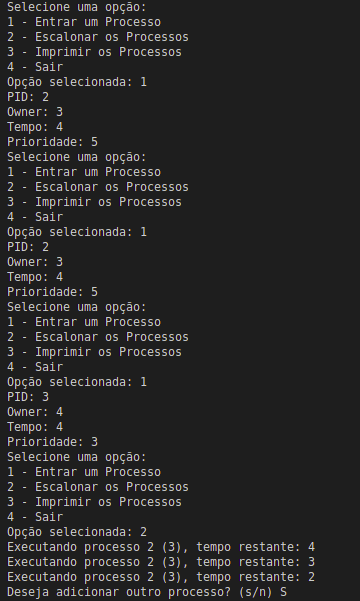 Selecione uma opção:
1 - Entrar um Processo
2 - Escalonar os Processos
3 - Imprimir os Processos
4 - Sair
Opção selecionada: 1
PID: 2
Owner: 3
Tempo: 4
Prioridade: 5
Selecione uma opção:
1 - Entrar um Processo
2 - Escalonar os Processos
3 - Imprimir os Processos
4 - Sair
Opção selecionada: 1
PID: 2
Owner: 3
Tempo: 4
Prioridade: 5
Selecione uma opção:
1 - Entrar um Processo
2 - Escalonar os Processos
3 - Imprimir os Processos
4 - Sair
Opção selecionada: 1
PID: 3
Owner: 4
Tempo: 4
Prioridade: 3
Selecione uma opção:
1 - Entrar um Processo
2 - Escalonar os Processos
3 - Imprimir os Processos
4 - Sair
Opção selecionada: 2
Executando processo 2 (3), tempo restante: 4
Executando processo 2 (3), tempo restante: 3
Executando processo 2 (3), tempo restante: 2
Deseja adicionar outro processo? (s/n) S